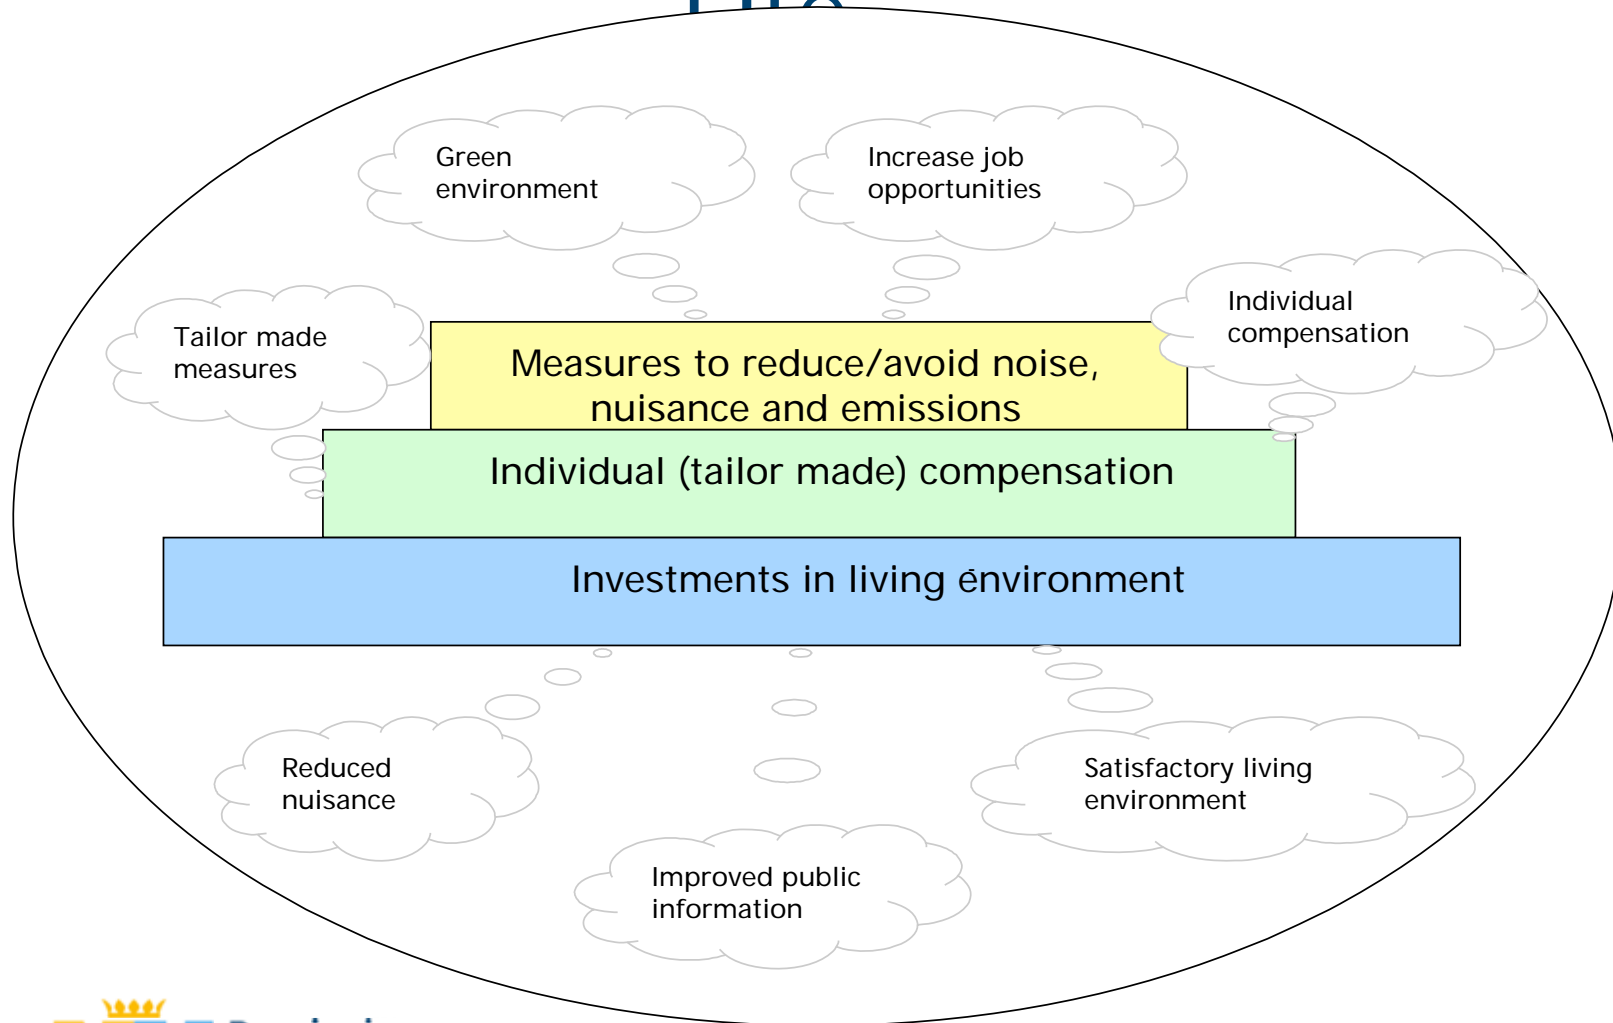 Green
environment
Increase job
opportunities
Individual
compensation
Tailor made
measures
Measures to reduce/avoid noise,
nuisance and emissions
Individual (tailor made) compensation
Investments in living environment
Reduced
nuisance
Satisfactory living
environment
Improved public
information